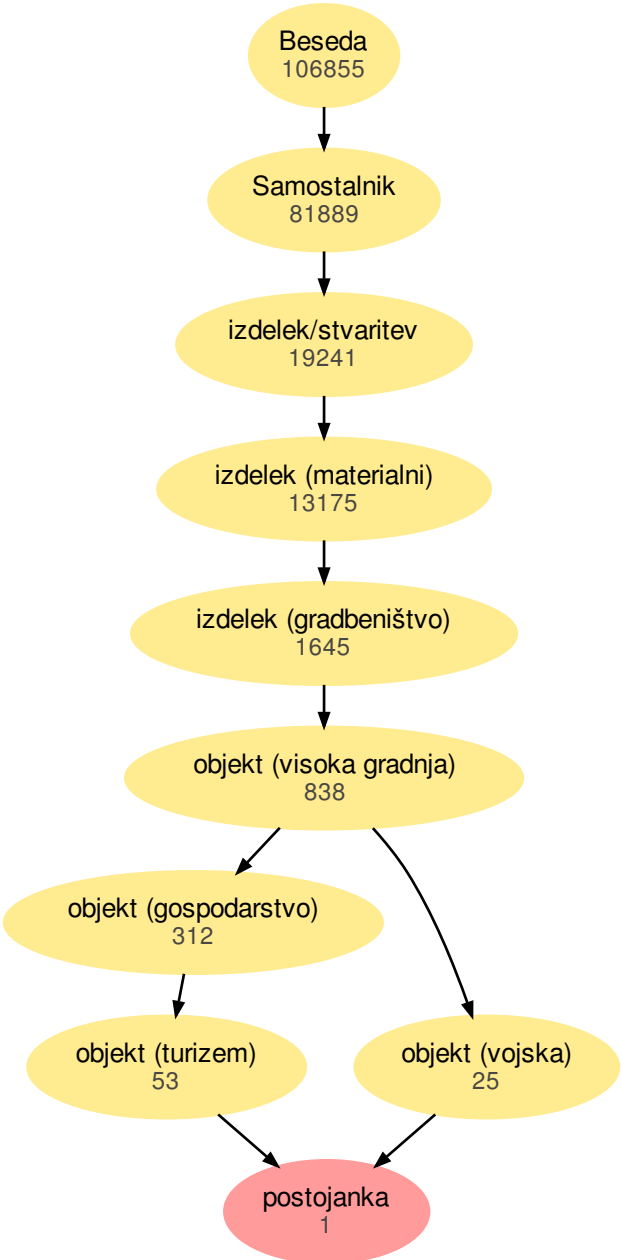 Beseda
106855
Samostalnik
81889
izdelek/stvaritev
19241
izdelek (materialni)
13175
izdelek (gradbeništvo)
1645
objekt (visoka gradnja)
838
objekt (gospodarstvo)
312
objekt (turizem)
53
objekt (vojska)
25
postojanka
1